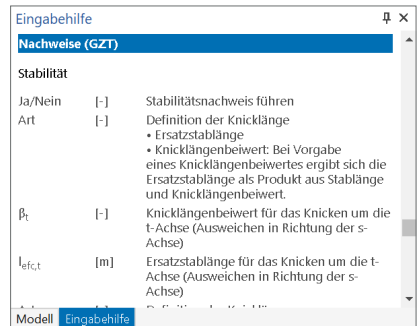 Eingabehilfe
Nachweise (GZT)
Stabilität
Ja/Nein [-] Stabilitätsnachweis führen
Art [-] Definition der Knicklänge
• Ersatzstablänge
• Knicklängenbeiwert: Bei Vorgabe
eines Knicklängenbeiwertes ergibt sich die
Ersatzstablänge als Produkt aus Stablänge
und Knicklängenbeiwert.
βt [-] Knicklängenbeiwert für das Knicken um die
t-Achse (Ausweichen in Richtung der s-
Achse)
lefc,t [m] Ersatzstablänge für das Knicken um die t-
Achse (Ausweichen in Richtung der s-
Achse)
Modell Eingabehilfe